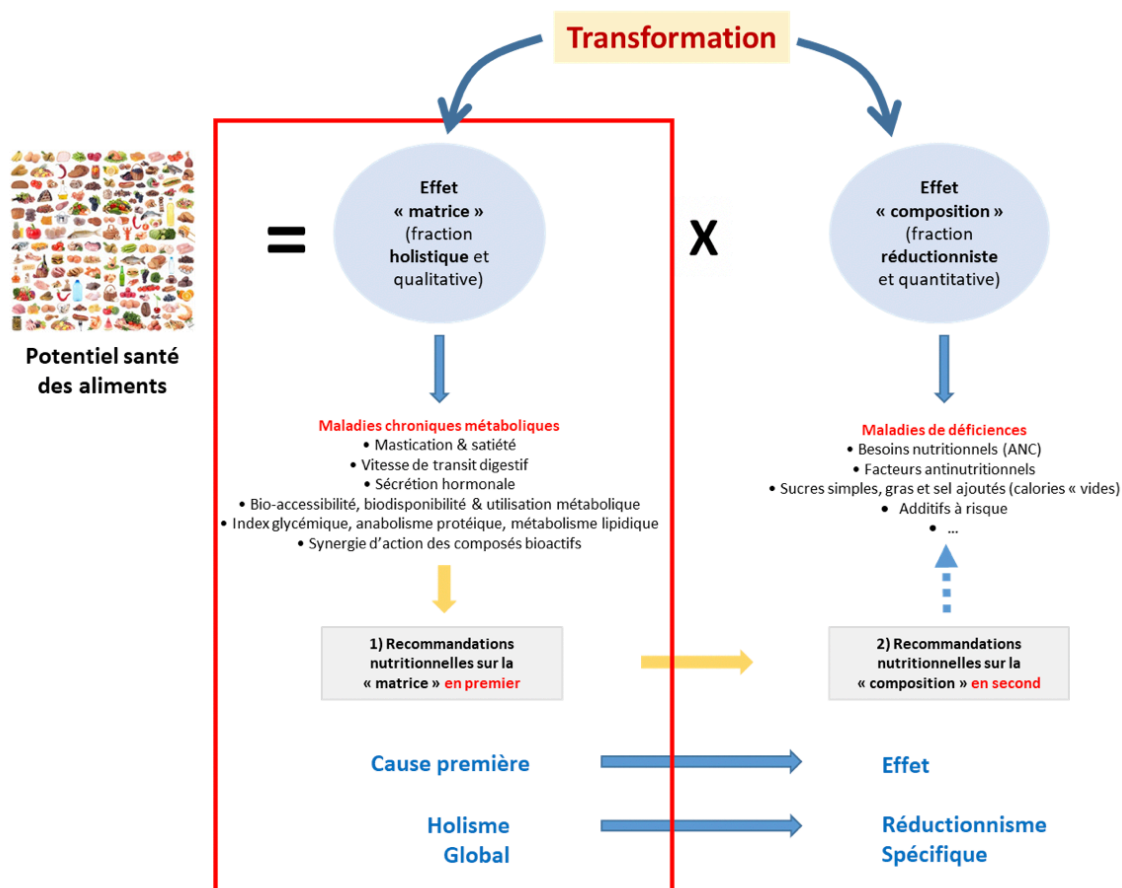 Transformation
Potentiel santé
des aliments
=
Effet
« matrice »
(fraction
holistique et
qualitative)
X
Effet
« composition »
(fraction
réductionniste
et quantitative)
Maladies chroniques métaboliques
• Mastication & satiété
• Vitesse de transit digestif
• Sécrétion hormonale
• Bio-accessibilité, biodisponibilité & utilisation métabolique
• Index glycémique, anabolisme protéique, métabolisme lipidique
• Synergie d’action des composés bioactifs
Maladies de déficiences
• Besoins nutritionnels (ANC)
• Facteurs antinutritionnels
• Sucres simples, gras et sel ajoutés (calories « vides)
• Additifs à risque
• ...
1) Recommandations
nutritionnelles sur la
« matrice » en premier
2) Recommandations
nutritionnelles sur la
« composition » en second
Cause première
Effet
Holisme
Global
Réductionnisme
Spécifique